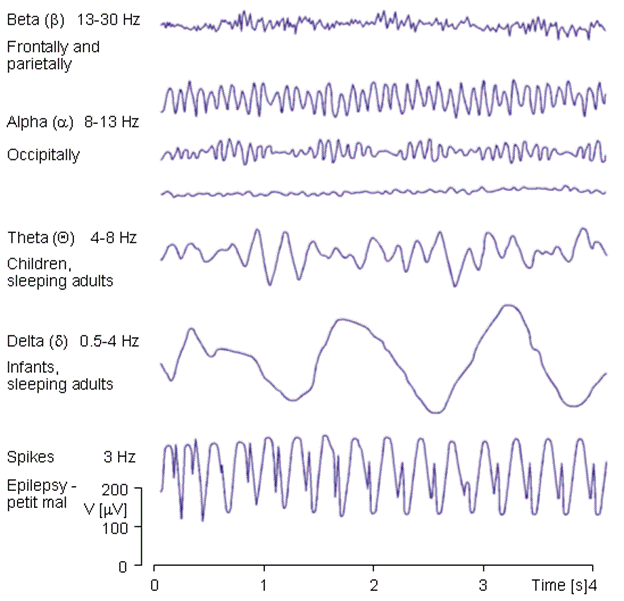 Beta (β) 13-30 Hz
Frontally and
parietally
Alpha (α) 8-13 Hz
Occipitally
Theta (Θ) 4-8 Hz
Children,
sleeping adults
Delta (δ) 0.5-4 Hz
Infants,
sleeping adults
Spikes 3 Hz
Epilepsy -
petit mal
200
V [µV]
100
0
0 1 2 3 Time [s] 4